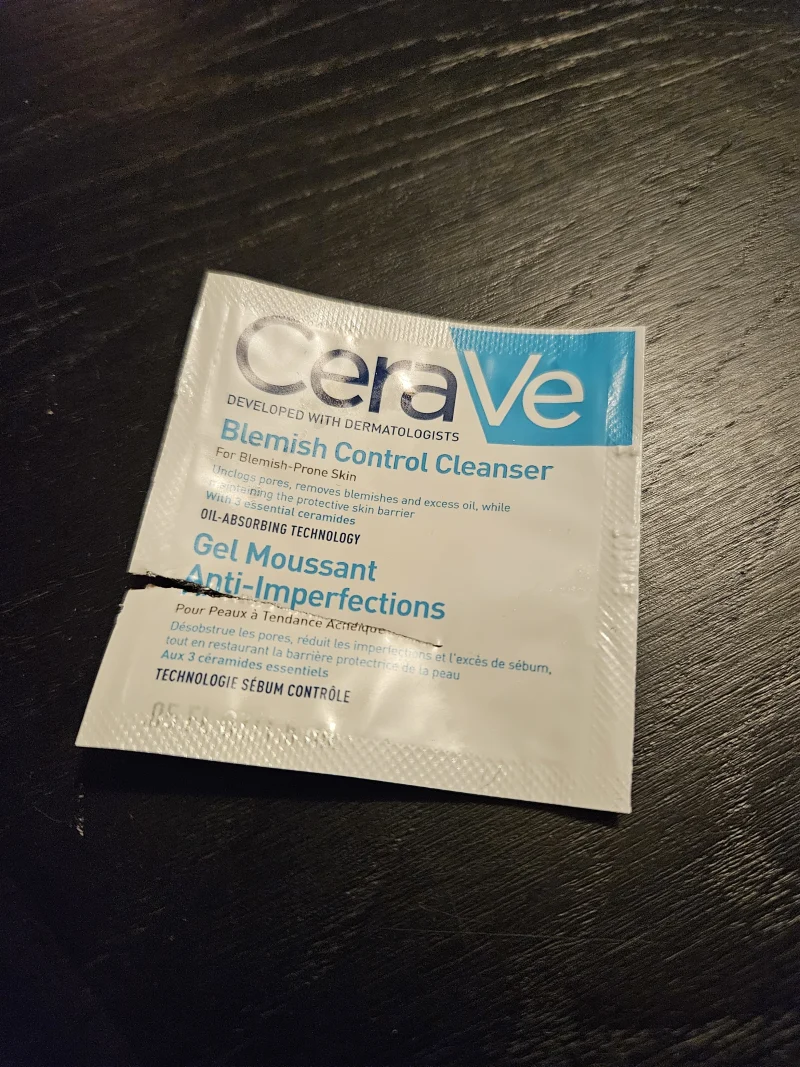 CeraVe
DEVELOPED WITH DERMATOLOGISTS
Blemish Control Cleanser
For Blemish-Prone Skin
Unclogs pores, removes blemishes and excess oil, while
maintaining the protective skin barrier
With 3 essential ceramides
OIL-ABSORBING TECHNOLOGY
Gel Moussant
Anti-Imperfections
Pour Peaux à Tendance Acnéique
Désobstrue les pores, réduit les imperfections et l'excès de sébum,
tout en restaurant la barrière protectrice de la peau
Aux 3 céramides essentiels
TECHNOLOGIE SÉBUM CONTRÔLE